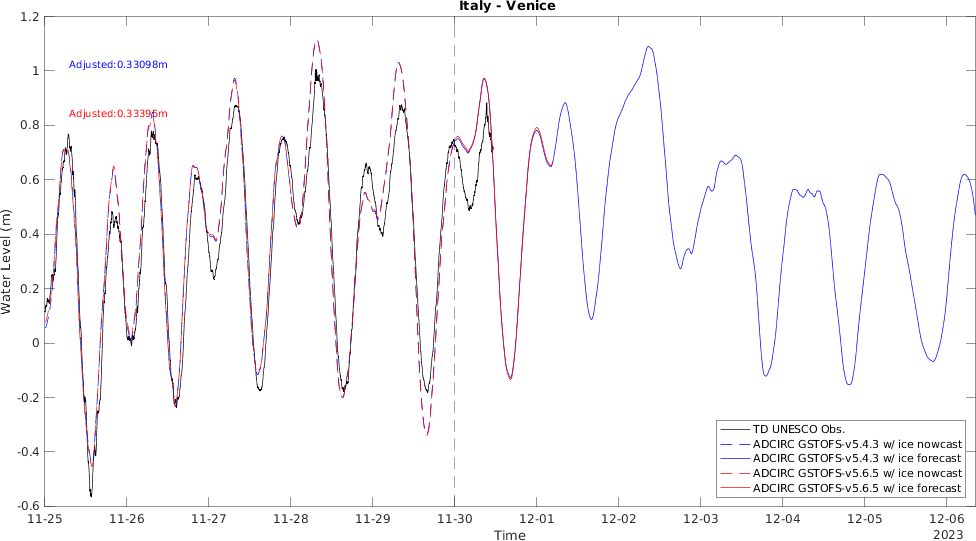 Italy - Venice
1.2
1
0.8
0.6
0.4
0.2
0
-0.2
-0.4
-0.6
Water Level (m)
Adjusted:0.33098m
Adjusted:0.33395m
TD UNESCO Obs.
ADCIRC GSTOFS-v5.4.3 w/ ice nowcast
ADCIRC GSTOFS-v5.4.3 w/ ice forecast
ADCIRC GSTOFS-v5.6.5 w/ ice nowcast
ADCIRC GSTOFS-v5.6.5 w/ ice forecast
11-25 11-26 11-27 11-28 11-29 11-30 12-01 12-02 12-03 12-04 12-05 12-06
Time
2023